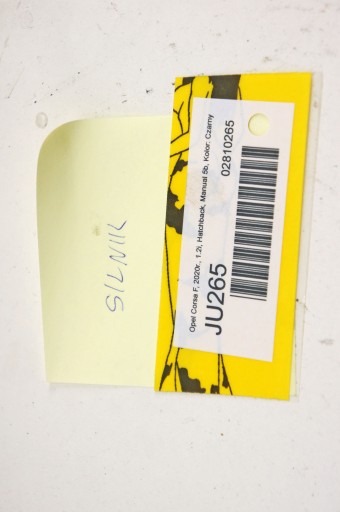 SILNIK
Opel Corsa F, 2020r., 1.2i, Hatchback, Manual 5b, Kolor: Czarny
JU265
02810265